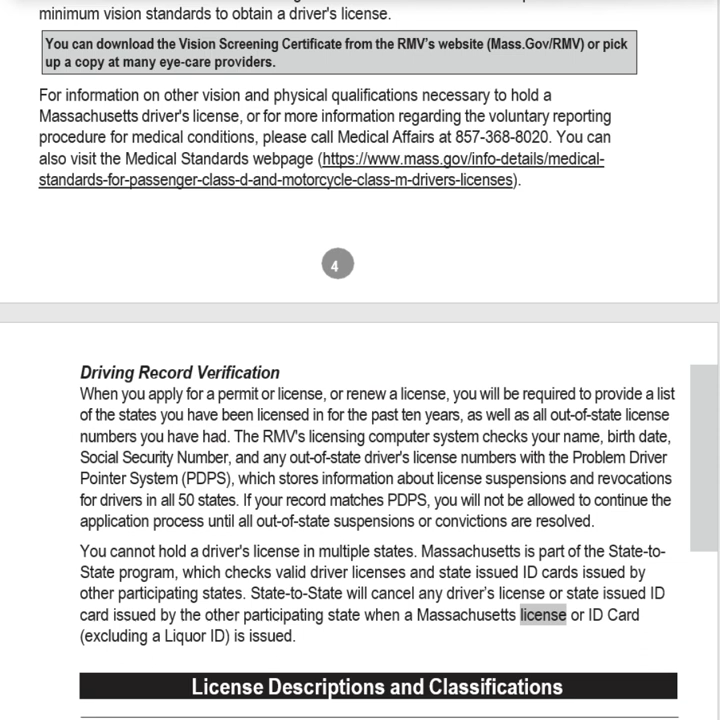 minimum vision standards to obtain a driver's license.
You can download the Vision Screening Certificate from the RMV's website (Mass.Gov/RMV) or pick
up a copy at many eye-care providers.
For information on other vision and physical qualifications necessary to hold a
Massachusetts driver's license, or for more information regarding the voluntary reporting
procedure for medical conditions, please call Medical Affairs at 857-368-8020. You can
also visit the Medical Standards webpage (https://www.mass.gov/info-details/medical-
standards-for-passenger-class-d-and-motorcycle-class-m-drivers-licenses).
4
Driving Record Verification
When you apply for a permit or license, or renew a license, you will be required to provide a list
of the states you have been licensed in for the past ten years, as well as all out-of-state license
numbers you have had. The RMV's licensing computer system checks your name, birth date,
Social Security Number, and any out-of-state driver's license numbers with the Problem Driver
Pointer System (PDPS), which stores information about license suspensions and revocations
for drivers in all 50 states. If your record matches PDPS, you will not be allowed to continue the
application process until all out-of-state suspensions or convictions are resolved.
You cannot hold a driver's license in multiple states. Massachusetts is part of the State-to-
State program, which checks valid driver licenses and state issued ID cards issued by
other participating states. State-to-State will cancel any driver's license or state issued ID
card issued by the other participating state when a Massachusetts license or ID Card
(excluding a Liquor ID) is issued.
License Descriptions and Classifications